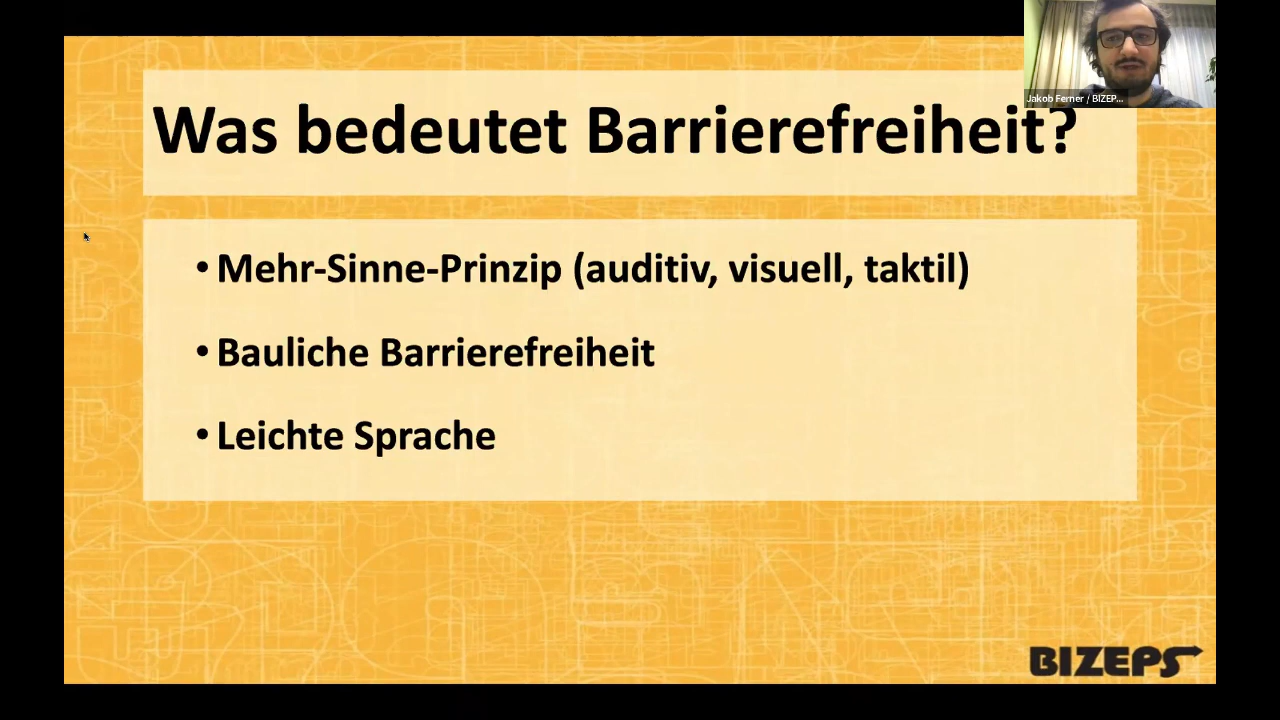 Was bedeutet Barrierefreiheit?
• Mehr-Sinne-Prinzip (auditiv, visuell, taktil)
• Bauliche Barrierefreiheit
• Leichte Sprache
Jakob Ferner / BIZEP...
BIZEPS